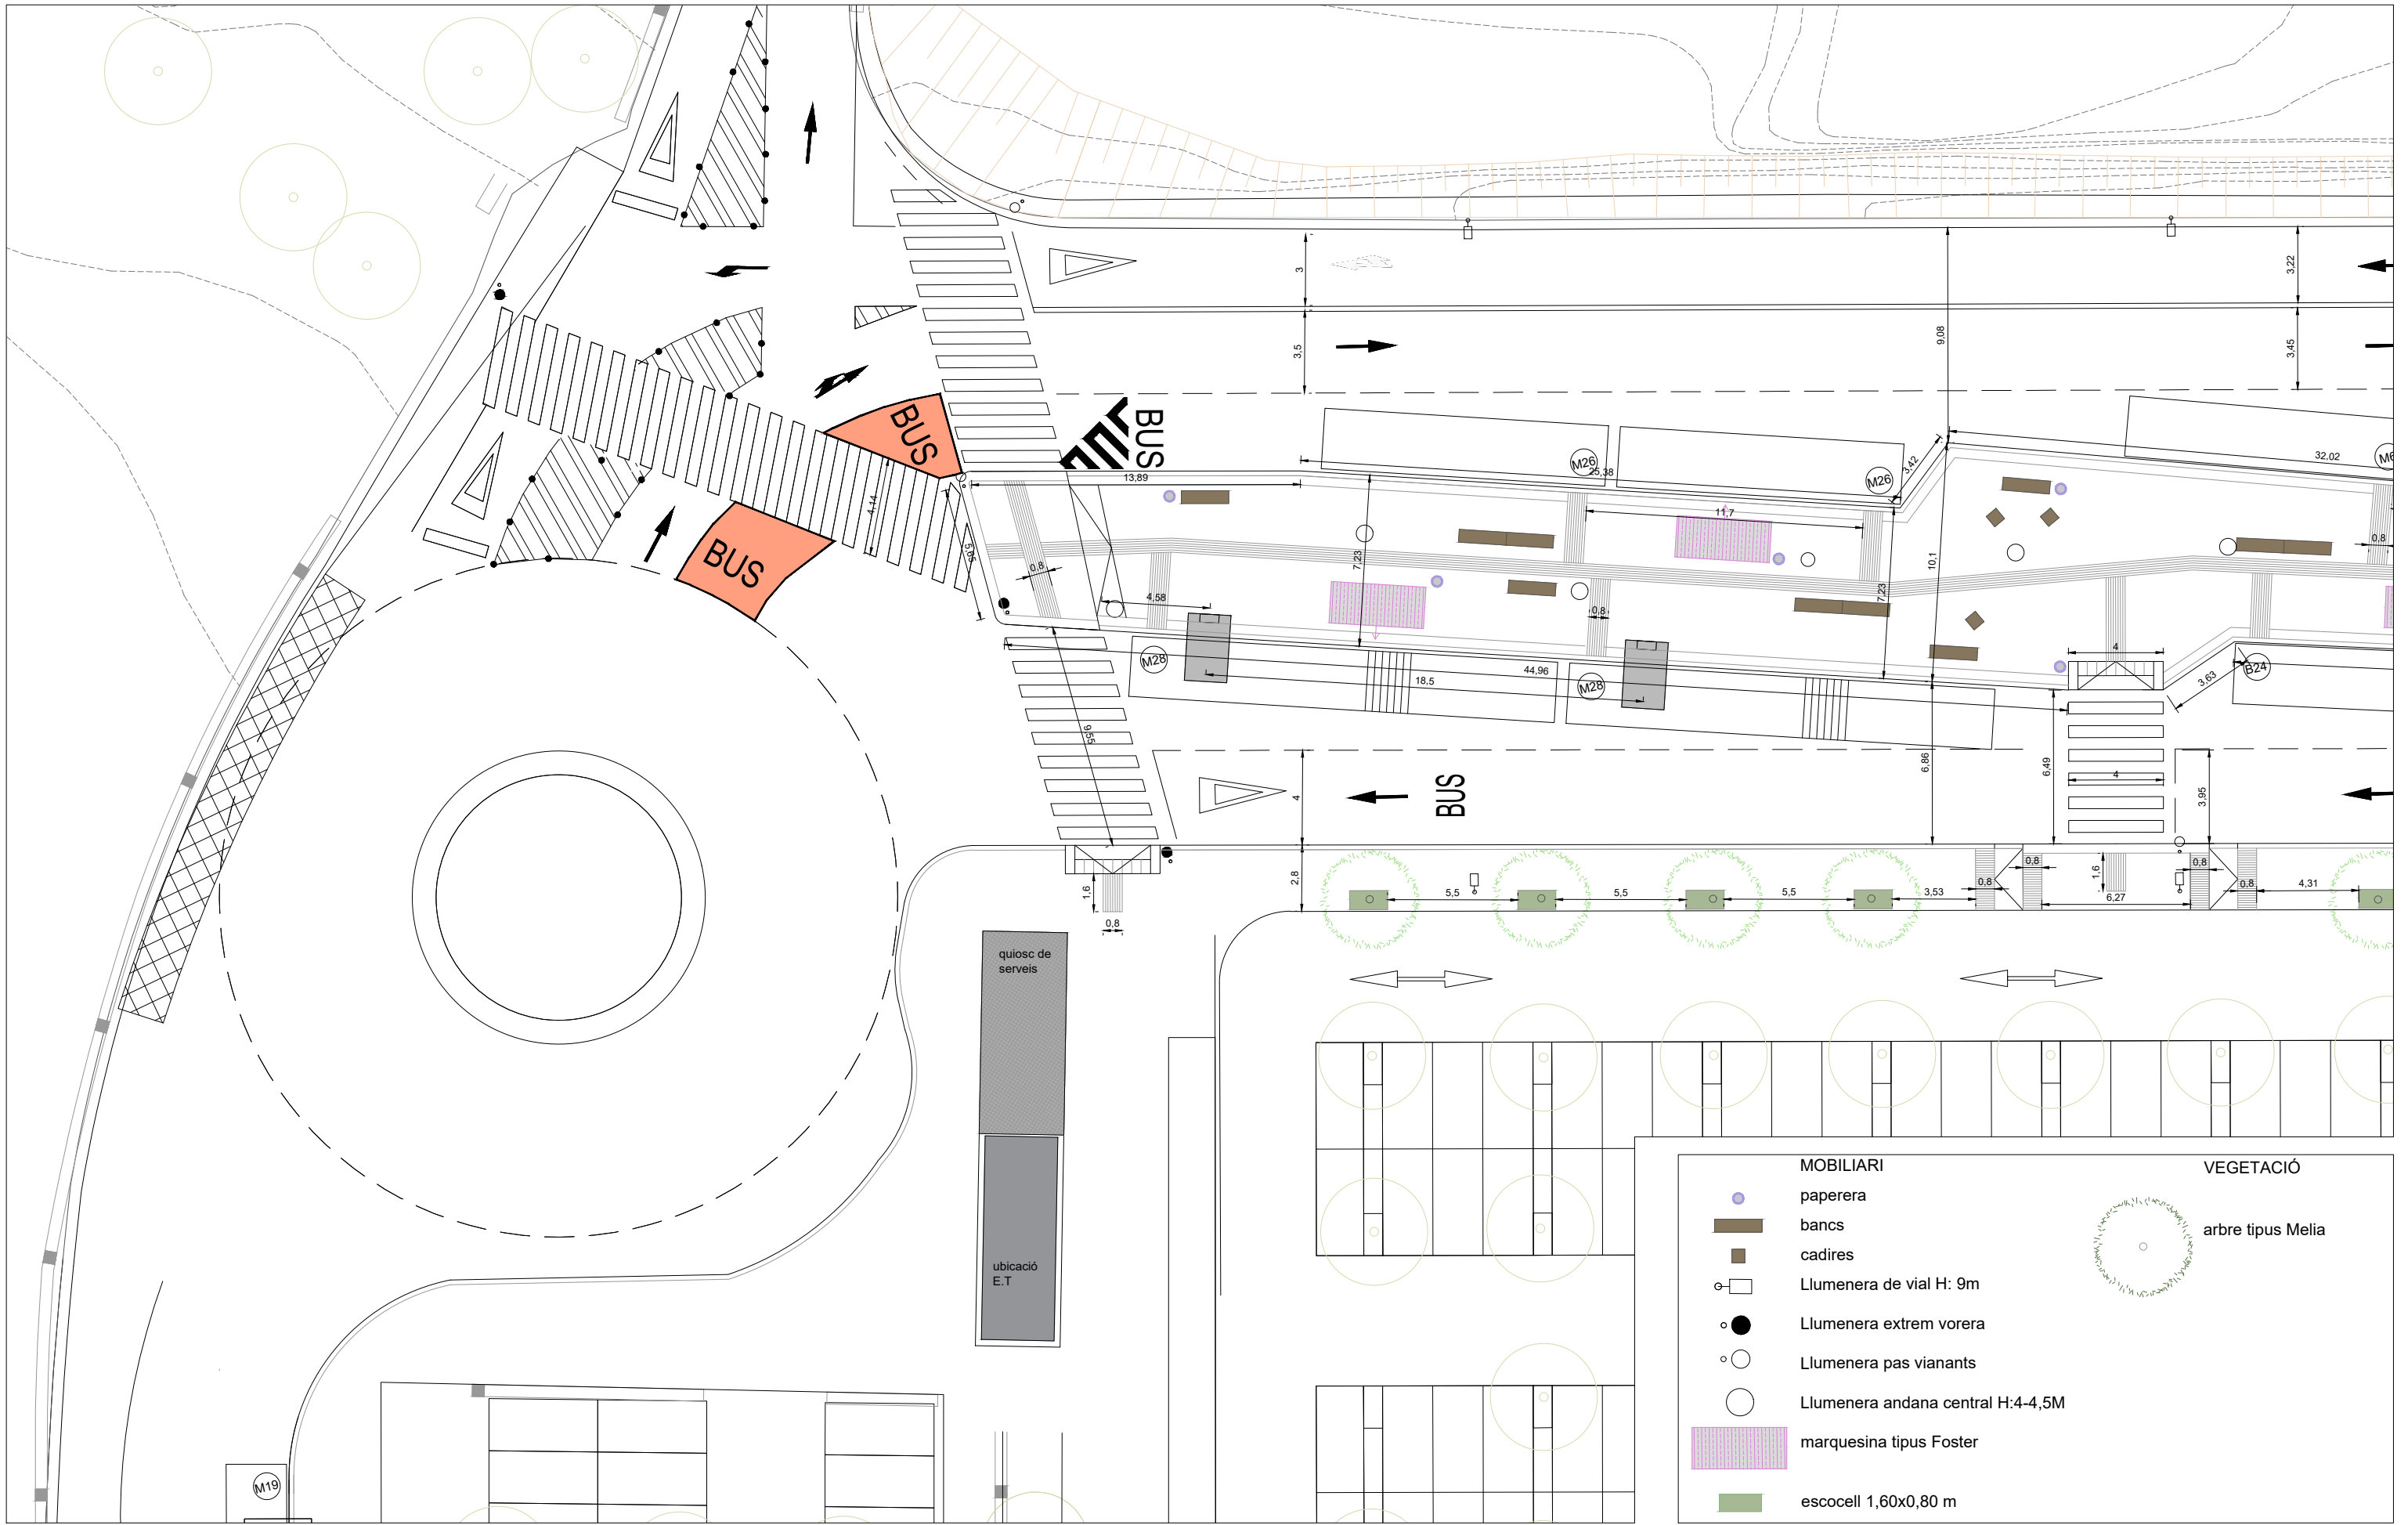 3
3,22
3,5
3,45
9,08
BUS
BUS
BUS
M26
25,38
M26
3,42
32,02
M6
13,89
4,14
5,65
11,7
7,23
10,1
7,23
0,8
0,8
0,8
4,58
M28
44,96
18,5
M28
4
3,63
B24
9,55
4
BUS
6,86
6,49
4
3,95
2,8
1,6
0,8
5,5
5,5
5,5
3,53
0,8
0,8
1,6
6,27
0,8
0,8
4,31
quiosc de
serveis
ubicació
E.T
M19
MOBILIARI
paperera
bancs
cadires
Llumenera de vial H: 9m
Llumenera extrem vorera
Llumenera pas vianants
Llumenera andana central H:4-4,5M
marquesina tipus Foster
escocell 1,60x0,80 m
VEGETACIÓ
arbre tipus Melia